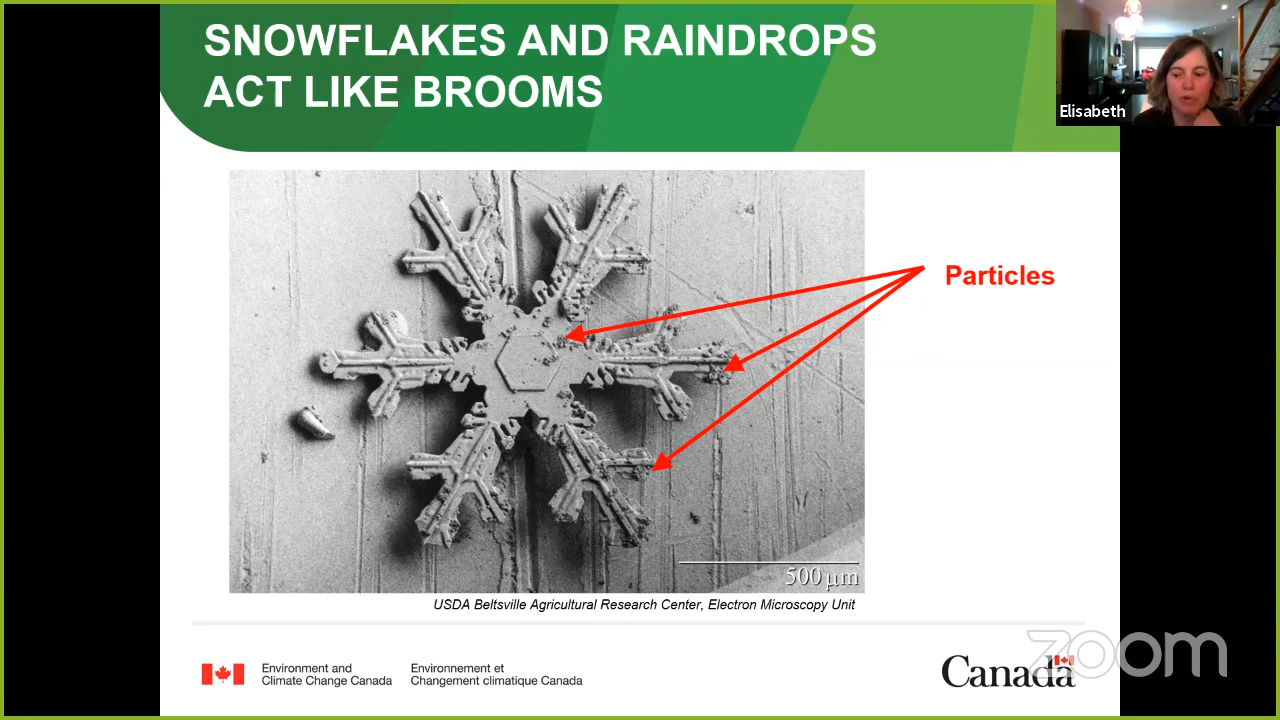 SNOWFLAKES AND RAINDROPS
ACT LIKE BROOMS
Elisabeth
Particles
500 µm
USDA Beltsville Agricultural Research Center, Electron Microscopy Unit
Environment and
Climate Change Canada
Environnement et
Changement climatique Canada
Canada
zoom